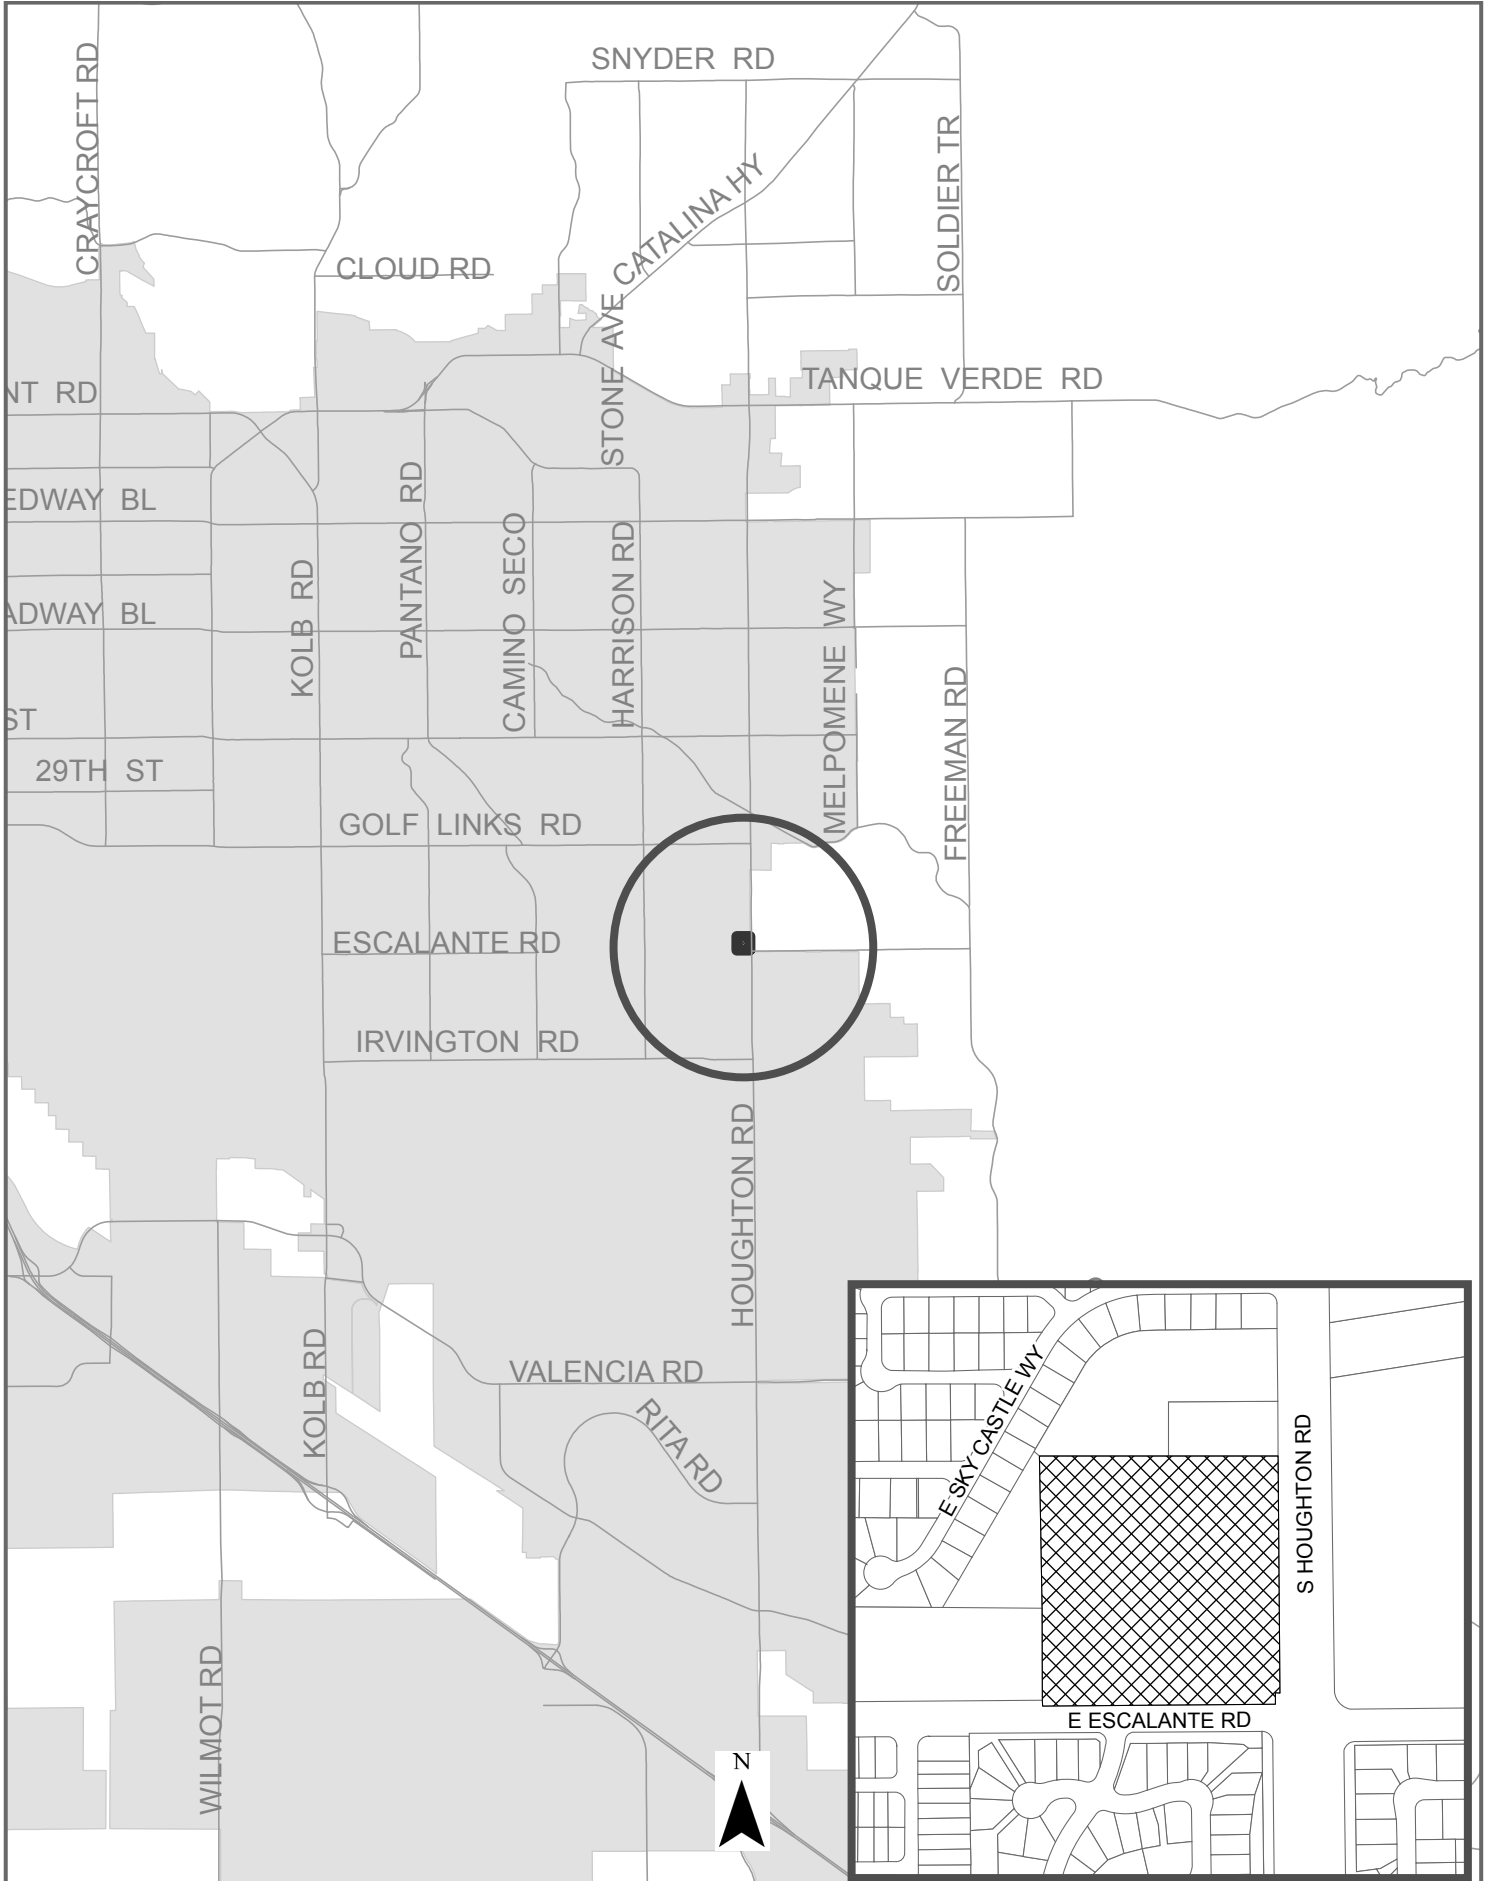 SNYDER RD
CRAYCROFT RD
CATALINA HY
SOLDIER TR
CLOUD RD
STONE AVE
TANQUE VERDE RD
NT RD
EDWAY BL
PANTANO RD
CAMINO SECO
HARRISON RD
KOLB RD
MELPOMENE WY
ADWAY BL
FREEMAN RD
ST
29TH ST
GOLF LINKS RD
ESCALANTE RD
IRVINGTON RD
HOUGHTON RD
KOLB RD
VALENCIA RD
RITA RD
WILMOT RD
N
E SKY CASTLE WY
S HOUGHTON RD
E ESCALANTE RD